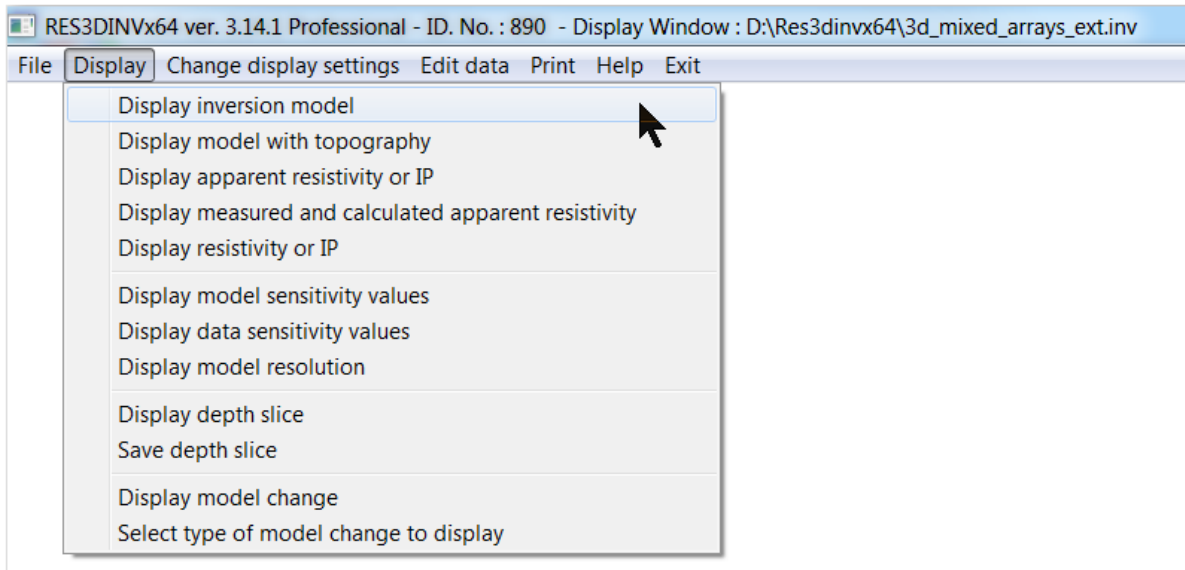 RES3DINVx64 ver. 3.14.1 Professional - ID. No. : 890 - Display Window : D:\Res3dinvx64\3d_mixed_arrays_ext.inv
File Display Change display settings Edit data Print Help Exit
Display inversion model
Display model with topography
Display apparent resistivity or IP
Display measured and calculated apparent resistivity
Display resistivity or IP
Display model sensitivity values
Display data sensitivity values
Display model resolution
Display depth slice
Save depth slice
Display model change
Select type of model change to display